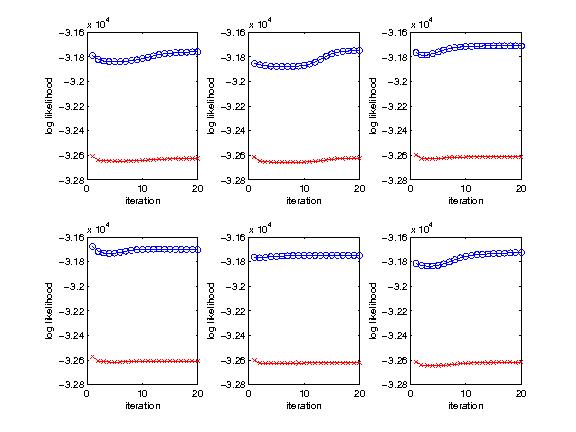 x 10^4 x 10^4 x 10^4
-3.16 -3.16 -3.16
-3.18 -3.18 -3.18
-3.2 -3.2 -3.2
-3.22 -3.22 -3.22
-3.24 -3.24 -3.24
-3.26 -3.26 -3.26
-3.28 -3.28 -3.28
log likelihood log likelihood log likelihood
0 10 20 0 10 20 0 10 20
iteration iteration iteration
x 10^4 x 10^4 x 10^4
-3.16 -3.16 -3.16
-3.18 -3.18 -3.18
-3.2 -3.2 -3.2
-3.22 -3.22 -3.22
-3.24 -3.24 -3.24
-3.26 -3.26 -3.26
-3.28 -3.28 -3.28
log likelihood log likelihood log likelihood
0 10 20 0 10 20 0 10 20
iteration iteration iteration